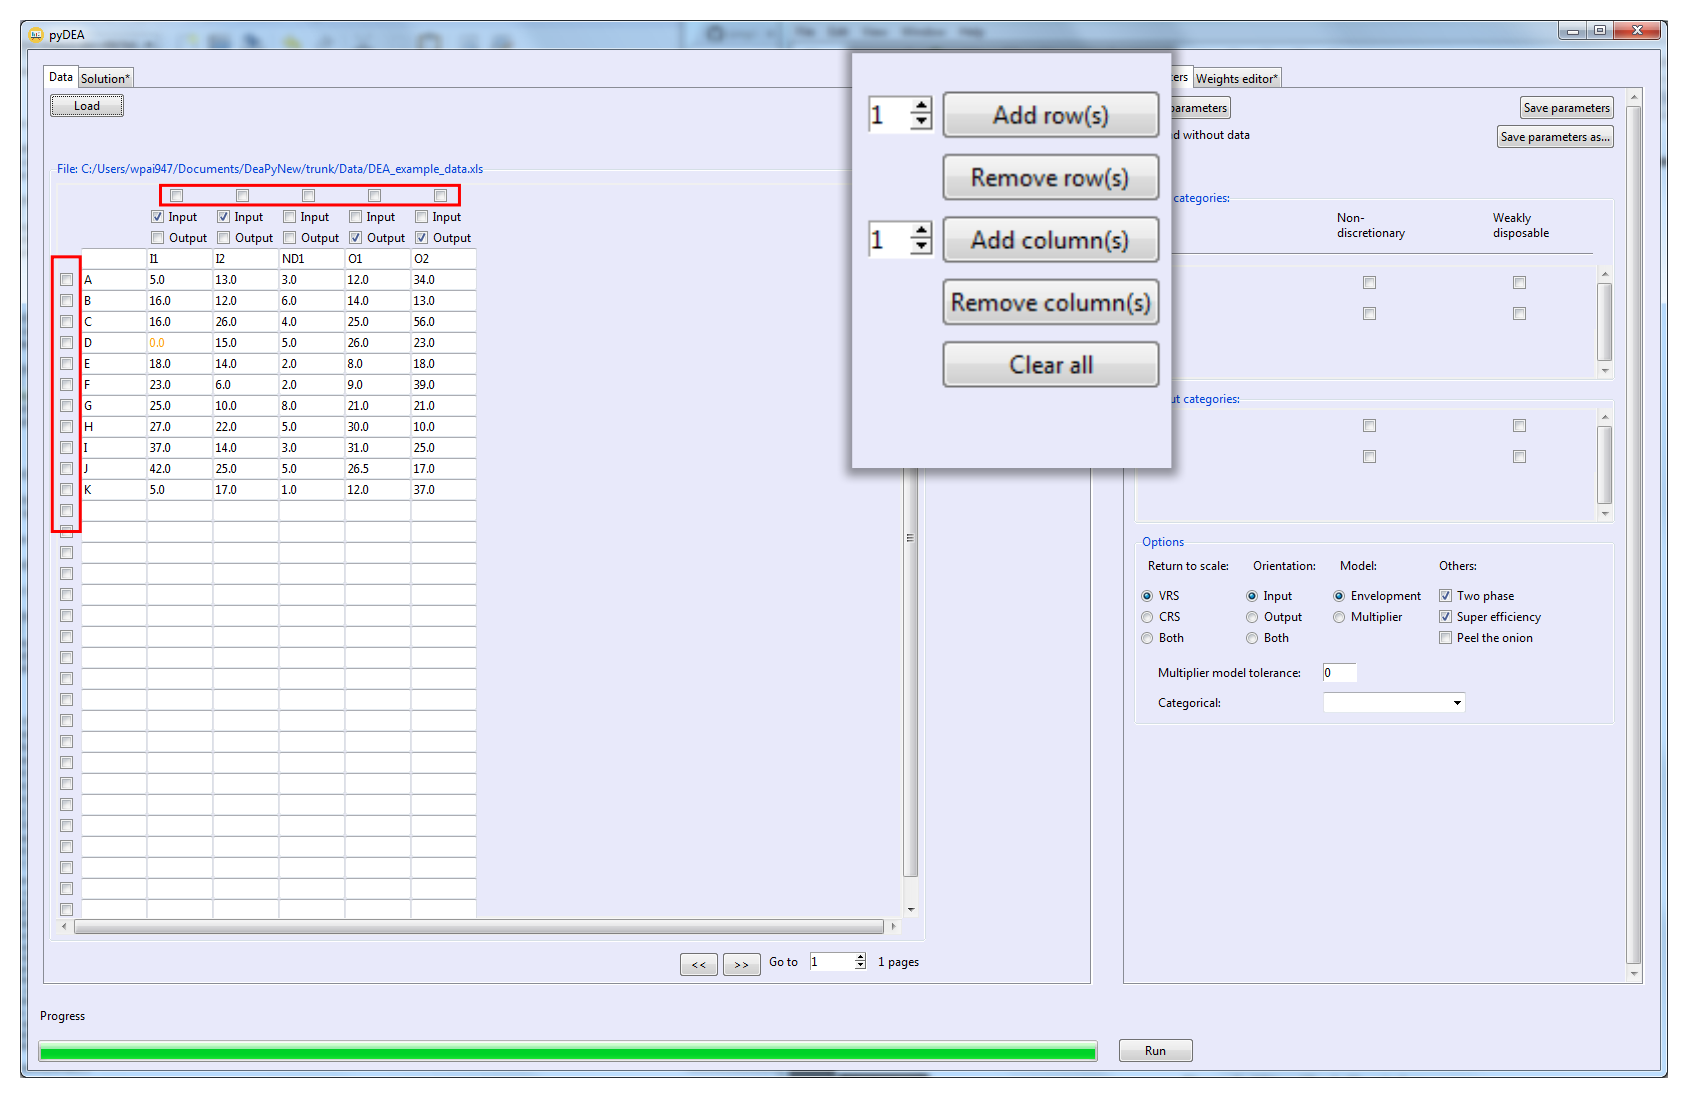 pyDEA
Data
Solution*
Load
File: C:/Users/wpai947/Documents/DeaPyNew/trunk/Data/DEA_example_data.xls
Input Input Input Input Input
Output Output Output Output Output
I1 I2 ND1 O1 O2
A 5.0 13.0 3.0 12.0 34.0
B 16.0 12.0 6.0 14.0 13.0
C 16.0 26.0 4.0 25.0 56.0
D 0.0 15.0 5.0 26.0 23.0
E 18.0 14.0 2.0 8.0 18.0
F 23.0 6.0 2.0 9.0 39.0
G 25.0 10.0 8.0 21.0 21.0
H 27.0 22.0 5.0 30.0 10.0
I 37.0 14.0 3.0 31.0 25.0
J 42.0 25.0 5.0 26.5 17.0
K 5.0 17.0 1.0 12.0 37.0
<< >> Go to 1 1 pages
1 Add row(s)
Remove row(s)
1 Add column(s)
Remove column(s)
Clear all
Weights editor*
parameters
Save parameters
d without data
Save parameters as...
categories:
Non-
discretionary
Weakly
disposable
ut categories:
Options
Return to scale: Orientation: Model: Others:
VRS Input Envelopment Two phase
CRS Output Multiplier Super efficiency
Both Both Peel the onion
Multiplier model tolerance: 0
Categorical:
Progress
Run